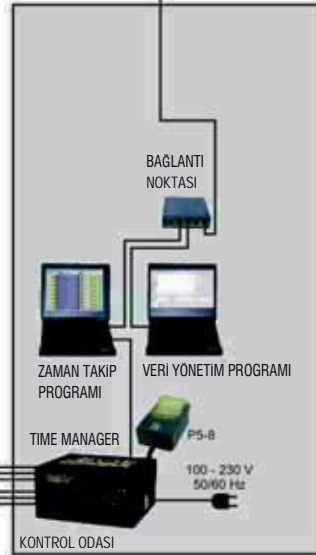 BAĞLANTI
NOKTASI
ZAMAN TAKİP
PROGRAMI
VERİ YÖNETİM PROGRAMI
TIME MANAGER
P5-8
100 - 230 V
50/60 Hz
KONTROL ODASI